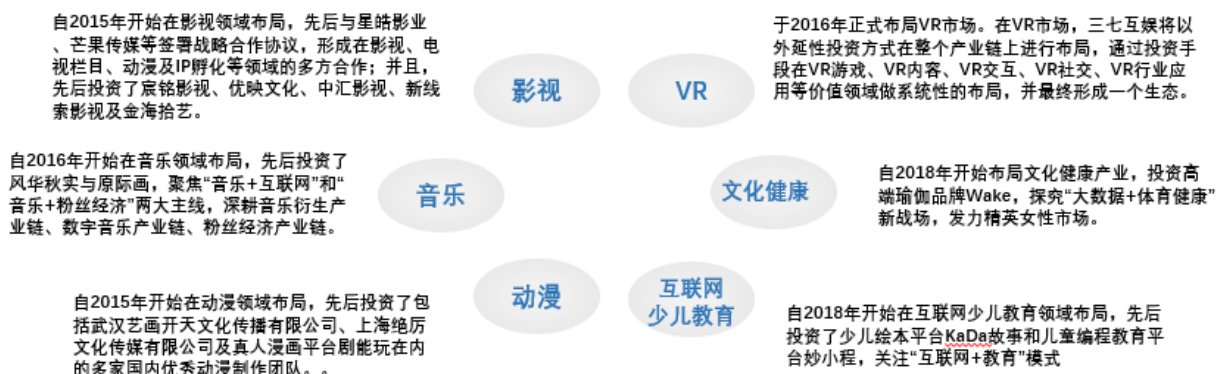 自2015年开始在影视领域布局，先后与星皓影业
、芒果传媒等签署战略合作协议，形成在影视、电
视栏目、动漫及IP孵化等领域的多方合作；并且，
先后投资了宸铭影视、优映文化、中汇影视、新线
索影视及金海拾艺。
影视
VR
于2016年正式布局VR市场。在VR市场，三七互娱将以
外延性投资方式在整个产业链上进行布局，通过投资手
段在VR游戏、VR内容、VR交互、VR社交、VR行业应
用等价值领域做系统性的布局，并最终形成一个生态。
自2016年开始在音乐领域布局，先后投资了
风华秋实与原际画，聚焦“音乐+互联网”和“
音乐+粉丝经济”两大主线，深耕音乐衍生产
业链、数字音乐产业链、粉丝经济产业链。
音乐
文化健康
自2018年开始布局文化健康产业，投资高
端瑜伽品牌Wake，探究“大数据+体育健康”
新战场，发力精英女性市场。
自2015年开始在动漫领域布局，先后投资了包
括武汉艺画开天文化传播有限公司、上海绝厉
文化传媒有限公司及真人漫画平台剧能玩在内
的多家国内优秀动漫制作团队。。
动漫
互联网
少儿教育
自2018年开始在互联网少儿教育领域布局，先后
投资了少儿绘本平台KaDa故事和儿童编程教育平
台妙小程，关注“互联网+教育”模式